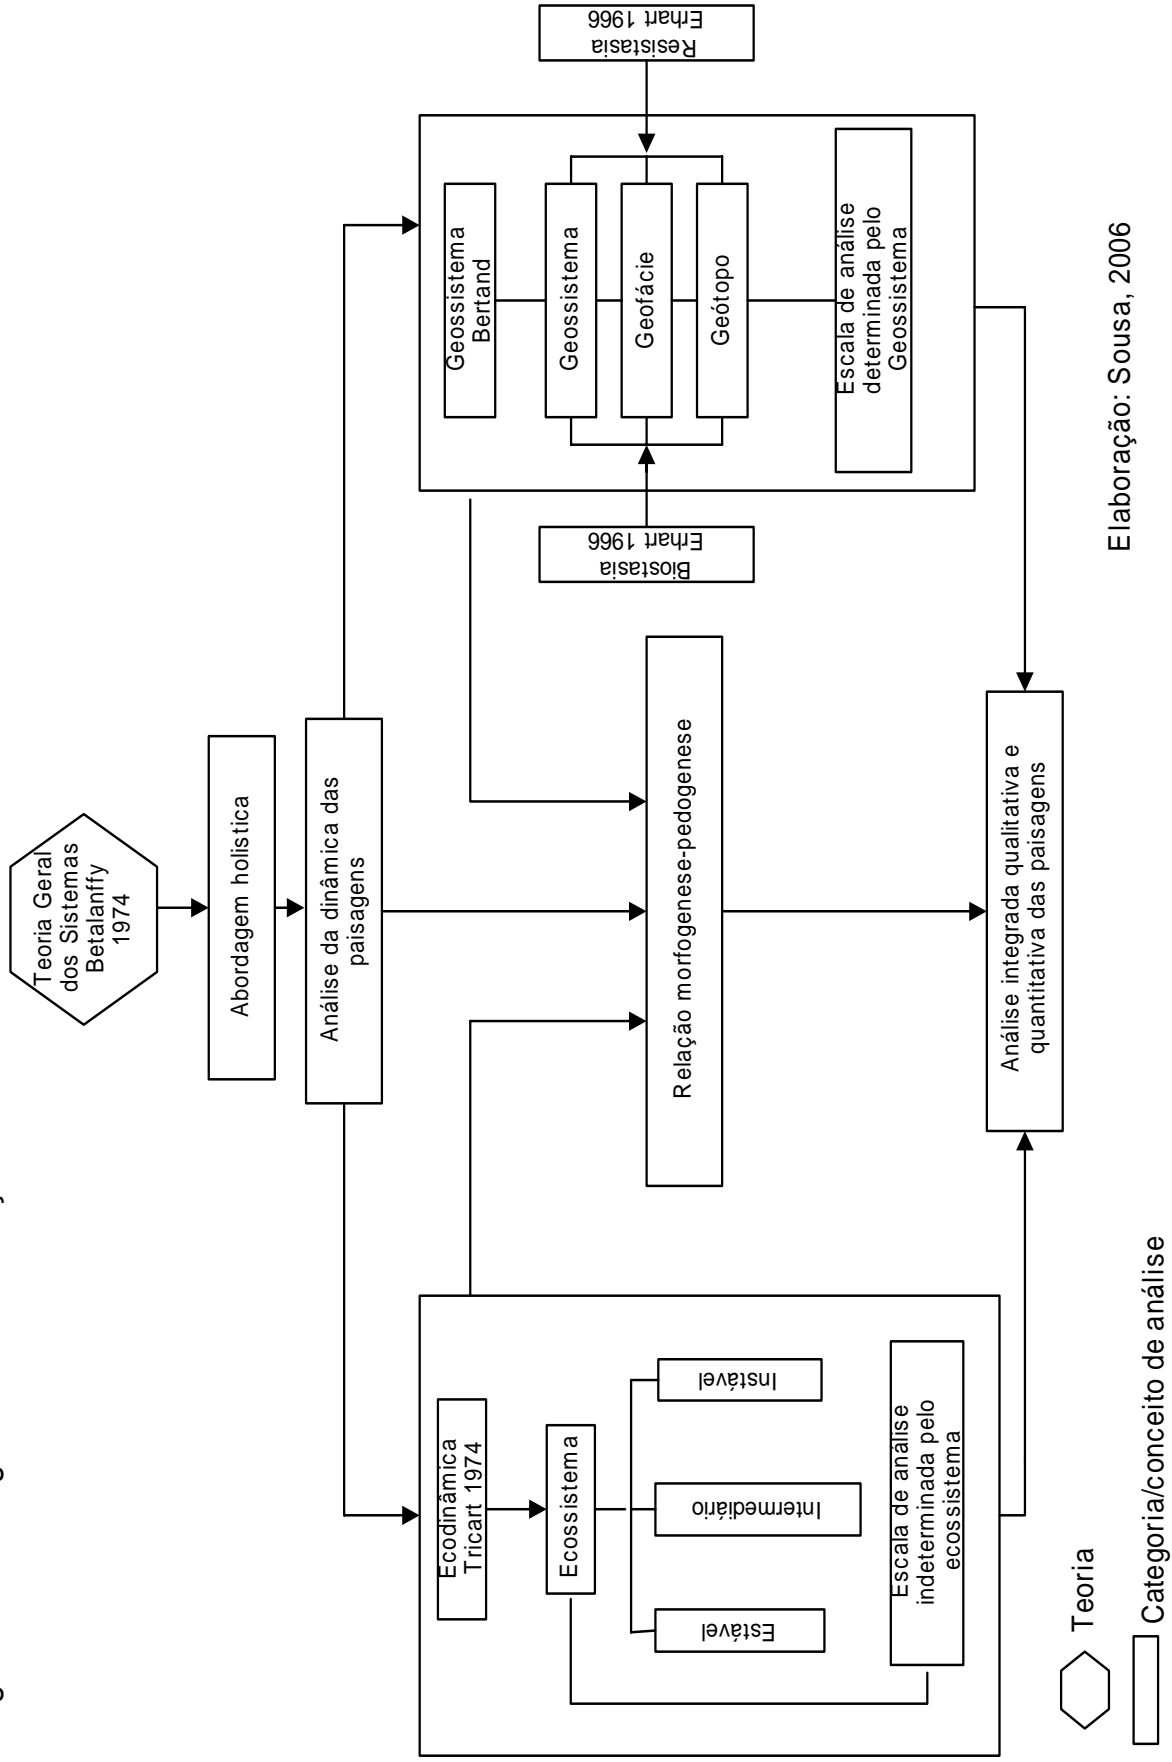 Teoria Geral
dos Sistemas
Betalanffy
1974
Abordagem holistica
Análise da dinâmica das
paisagens
Ecodinâmica
Tricart 1974
Ecossistema
Estável
Intermediário
Instável
Escala de análise
indeterminada pelo
ecossistema
Relação morfogenese-pedogenese
Biostasia
Erhart 1966
Geossistema
Bertand
Geossistema
Geofácie
Geótopo
Escala de análise
determinada pelo
Geossistema
Resistasia
Erhart 1966
Análise integrada qualitativa e
quantitativa das paisagens
Teoria
Categoria/conceito de análise
Elaboração: Sousa, 2006